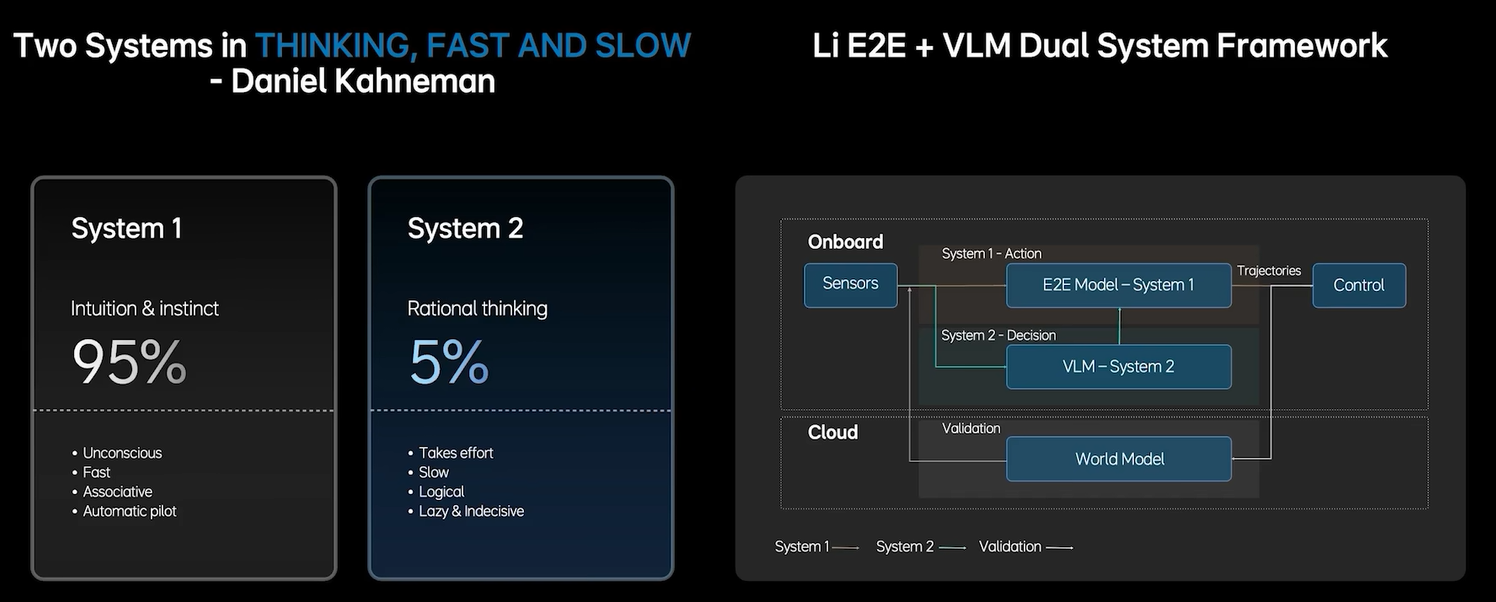 Two Systems in THINKING, FAST AND SLOW
- Daniel Kahneman
System 1
Intuition & instinct
95%
• Unconscious
• Fast
• Associative
• Automatic pilot
System 2
Rational thinking
5%
• Takes effort
• Slow
• Logical
• Lazy & Indecisive
Li E2E + VLM Dual System Framework
Onboard
System 1 - Action
Sensors
E2E Model – System 1
Trajectories
Control
System 2 - Decision
VLM – System 2
Cloud
Validation
World Model
System 1
System 2
Validation